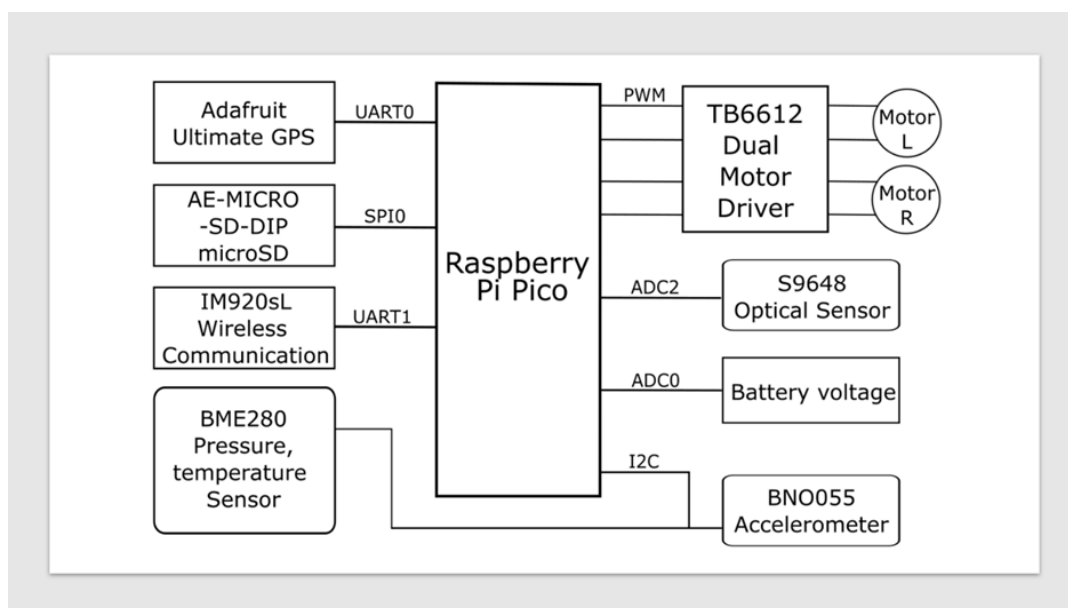 Adafruit
Ultimate GPS
UART0
AE-MICRO
-SD-DIP
microSD
SPI0
IM920sL
Wireless
Communication
UART1
BME280
Pressure,
temperature
Sensor
Raspberry
Pi Pico
PWM
TB6612
Dual
Motor
Driver
Motor
L
Motor
R
ADC2
S9648
Optical Sensor
ADC0
Battery voltage
I2C
BNO055
Accelerometer